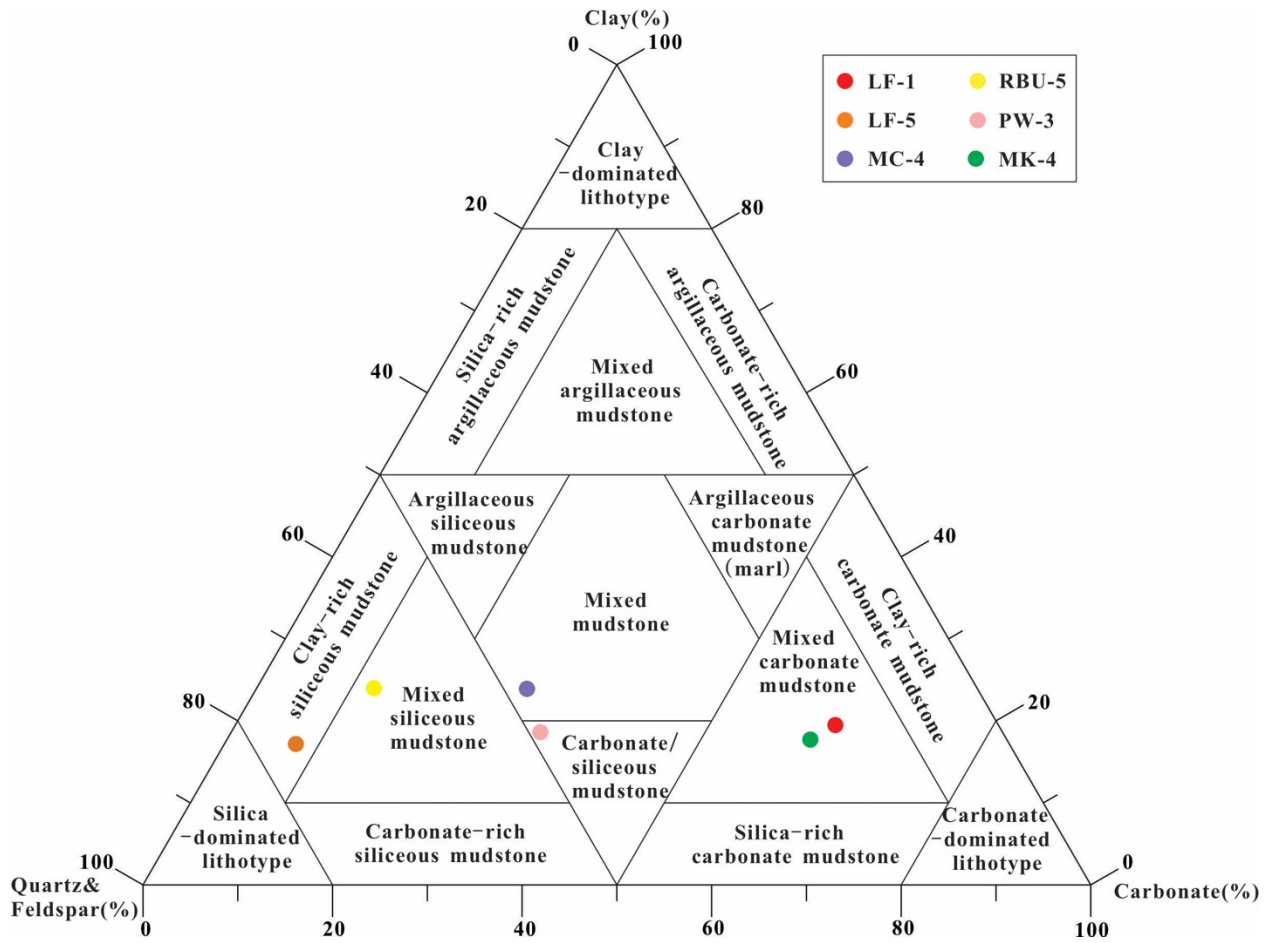 Clay(%)
0 100
LF-1 RBU-5
LF-5 PW-3
MC-4 MK-4
Clay
-dominated
lithotype
20 80
Silica-rich
argillaceous mudstone
Carbonate-rich
argillaceous mudstone
Mixed
argillaceous
mudstone
40 60
Argillaceous
siliceous
mudstone
Argillaceous
carbonate
mudstone
(marl)
60 40
Clay-rich
siliceous mudstone
Mixed
mudstone
Clay-rich
carbonate mudstone
Mixed
carbonate
mudstone
Mixed
siliceous
mudstone
80 20
Carbonate/
siliceous
mudstone
Silica
-dominated
lithotype
Carbonate-rich
siliceous mudstone
Silica-rich
carbonate mudstone
Carbonate
-dominated
lithotype
100 0
Quartz&
Feldspar(%)
Carbonate(%)
0 20 40 60 80 100